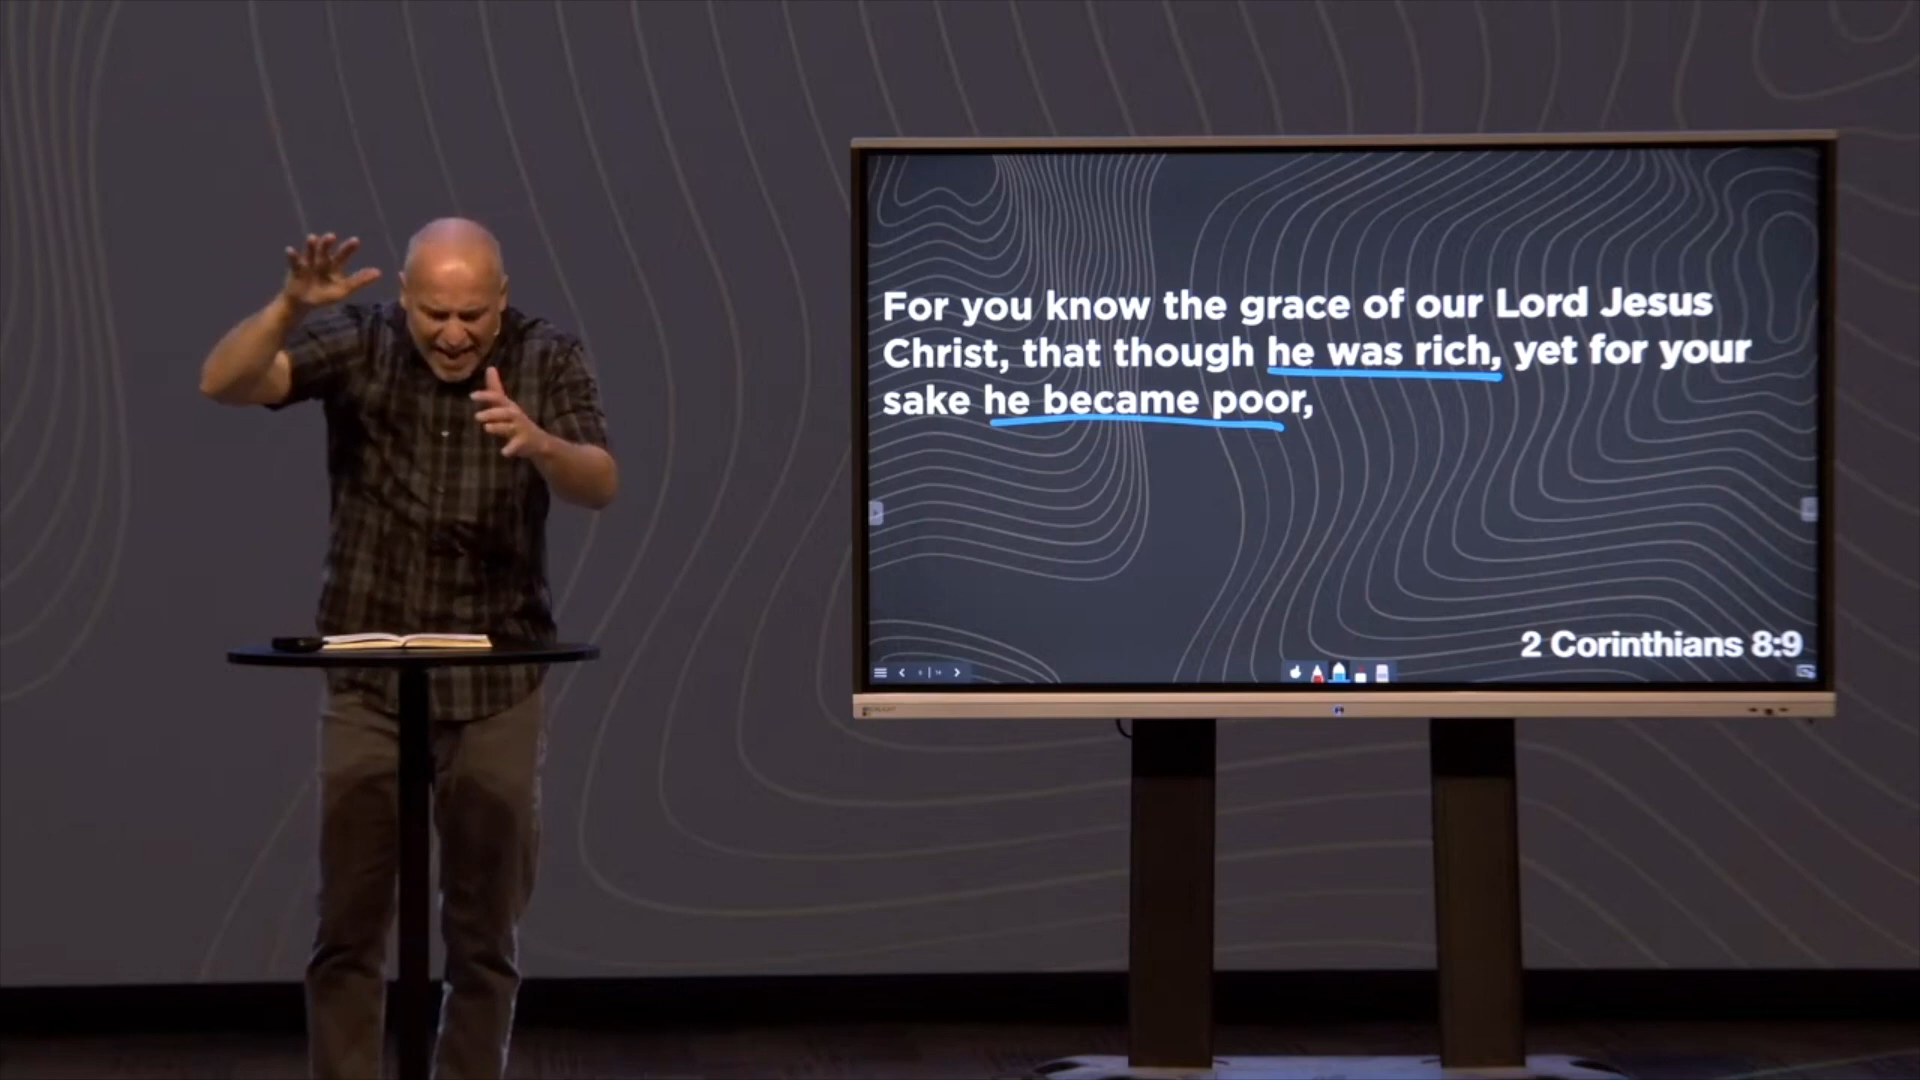 For you know the grace of our Lord Jesus
Christ, that though he was rich, yet for your
sake he became poor,
2 Corinthians 8:9